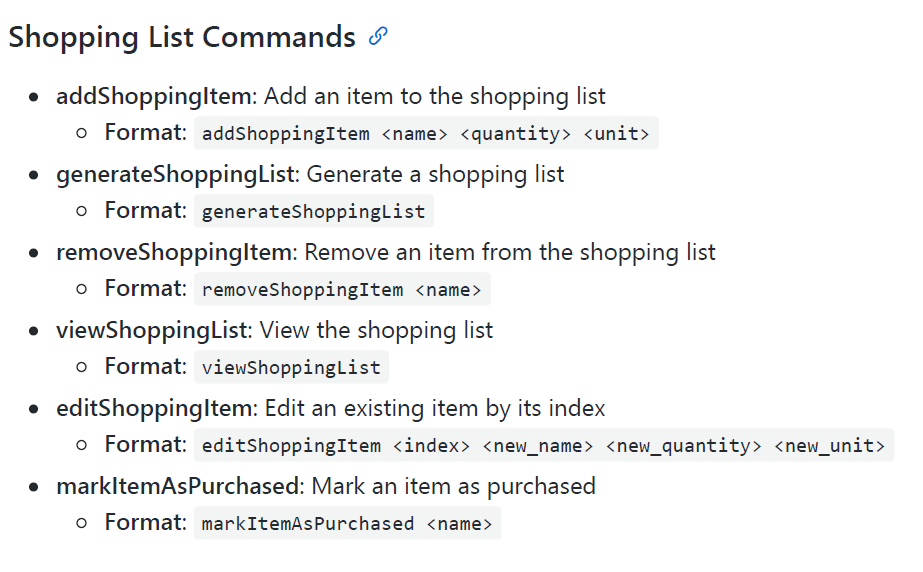 Shopping List Commands
addShoppingItem: Add an item to the shopping list
Format: addShoppingItem <name> <quantity> <unit>
generateShoppingList: Generate a shopping list
Format: generateShoppingList
removeShoppingItem: Remove an item from the shopping list
Format: removeShoppingItem <name>
viewShoppingList: View the shopping list
Format: viewShoppingList
editShoppingItem: Edit an existing item by its index
Format: editShoppingItem <index> <new_name> <new_quantity> <new_unit>
markItemAsPurchased: Mark an item as purchased
Format: markItemAsPurchased <name>